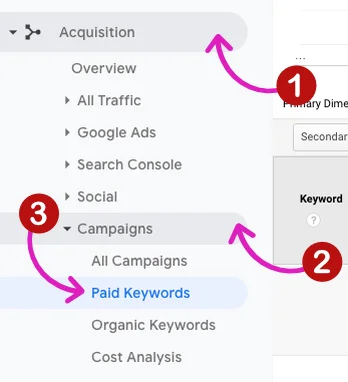 Acquisition
Overview
1
All Traffic
Primary Dime
Google Ads
Secondar
Search Console
3
Social
Keyword
?
Campaigns
2
All Campaigns
Paid Keywords
Organic Keywords
Cost Analysis